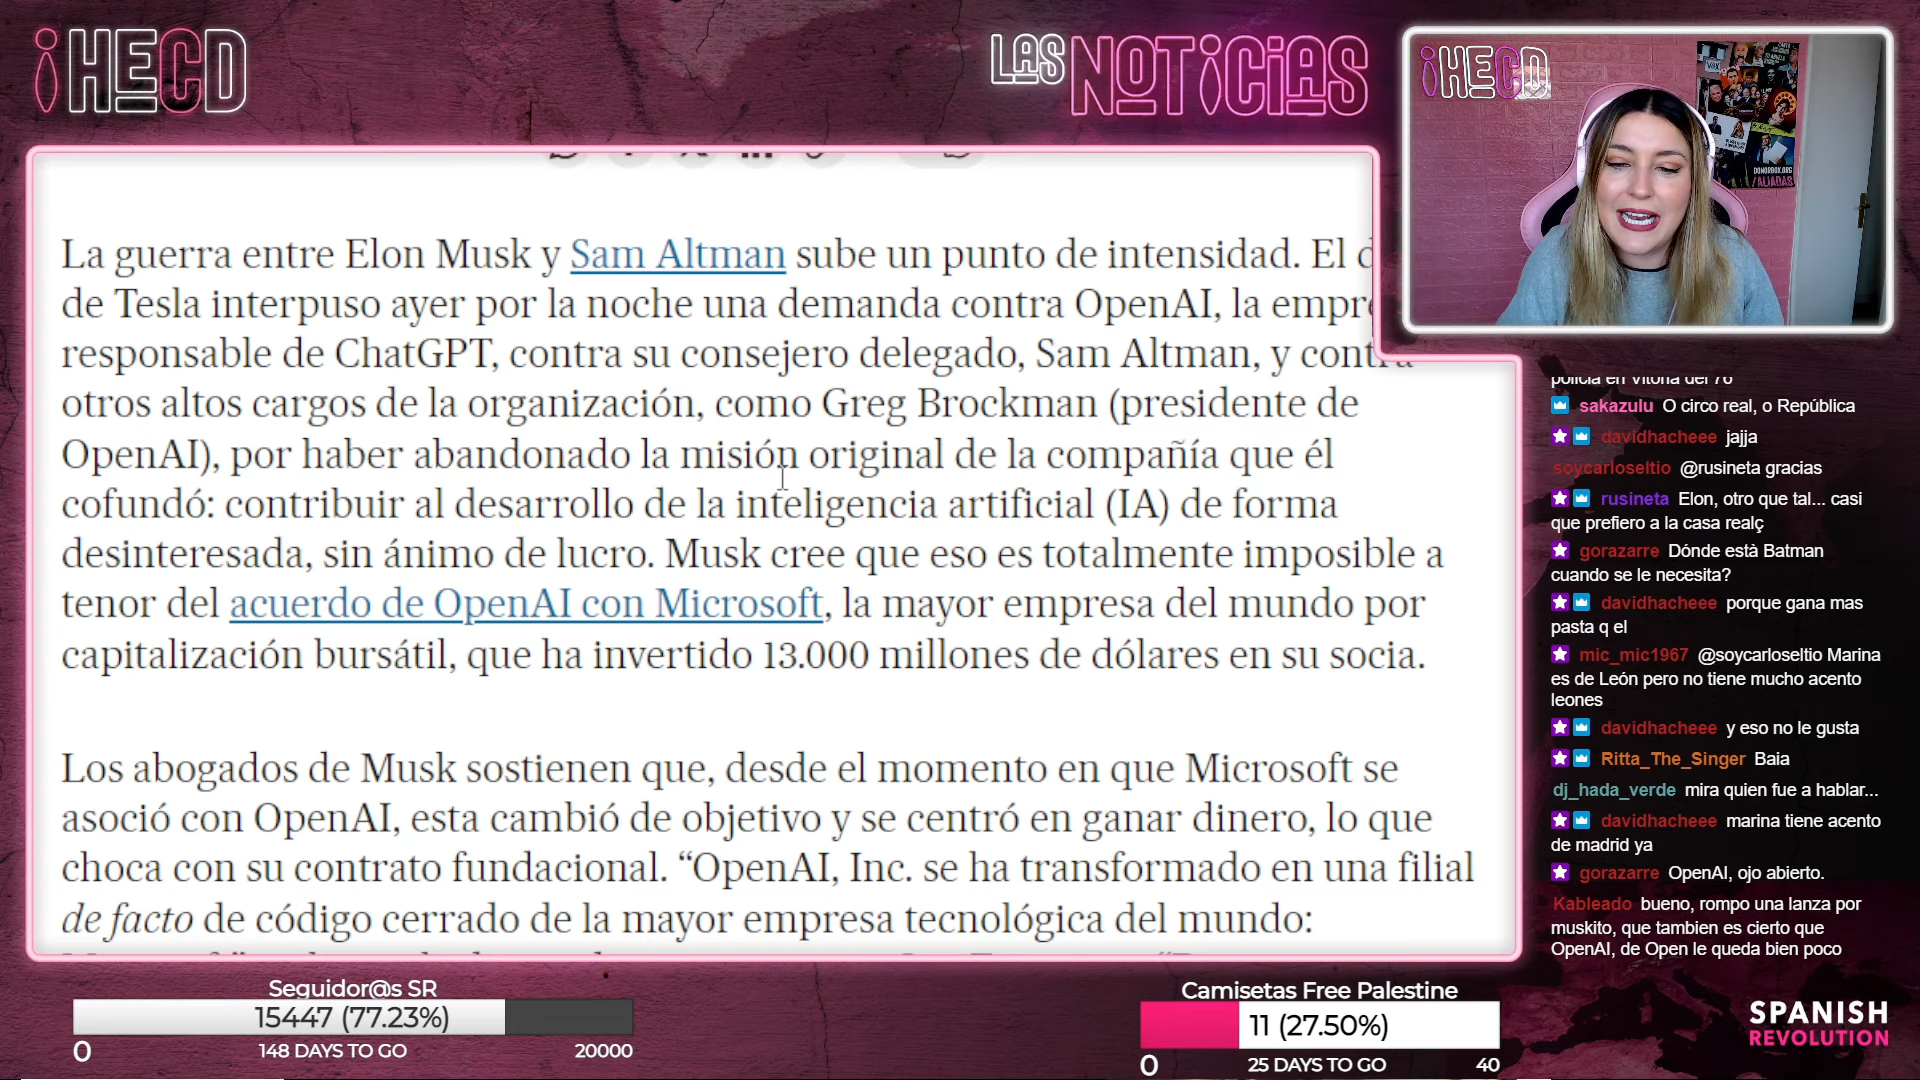 ¡HECD
LAS NOTICIAS
¡HECD
DONORBOX.ORG
/ALIADAS
La guerra entre Elon Musk y Sam Altman sube un punto de intensidad. El
de Tesla interpuso ayer por la noche una demanda contra OpenAI, la empre
responsable de ChatGPT, contra su consejero delegado, Sam Altman, y contra
otros altos cargos de la organización, como Greg Brockman (presidente de
OpenAI), por haber abandonado la misión original de la compañía que él
cofundó: contribuir al desarrollo de la inteligencia artificial (IA) de forma
desinteresada, sin ánimo de lucro. Musk cree que eso es totalmente imposible a
tenor del acuerdo de OpenAI con Microsoft, la mayor empresa del mundo por
capitalización bursátil, que ha invertido 13.000 millones de dólares en su socia.
Los abogados de Musk sostienen que, desde el momento en que Microsoft se
asoció con OpenAI, esta cambió de objetivo y se centró en ganar dinero, lo que
choca con su contrato fundacional. “OpenAI, Inc. se ha transformado en una filial
de facto de código cerrado de la mayor empresa tecnológica del mundo:
policía en Vitoria del 76
sakazulu O circo real, o República
davidhacheee jajja
soycarloseltio @rusineta gracias
rusineta Elon, otro que tal... casi
que prefiero a la casa realç
gorazarre Dónde està Batman
cuando se le necesita?
davidhacheee porque gana mas
pasta q el
mic_mic1967 @soycarloseltio Marina
es de León pero no tiene mucho acento
leones
davidhacheee y eso no le gusta
Ritta_The_Singer Baia
dj_hada_verde mira quien fue a hablar...
davidhacheee marina tiene acento
de madrid ya
gorazarre OpenAI, ojo abierto.
Kableado bueno, rompo una lanza por
muskito, que tambien es cierto que
OpenAI, de Open le queda bien poco
Seguidor@s SR
15447 (77.23%)
0 148 DAYS TO GO 20000
Camisetas Free Palestine
11 (27.50%)
0 25 DAYS TO GO 40
SPANISH
REVOLUTION